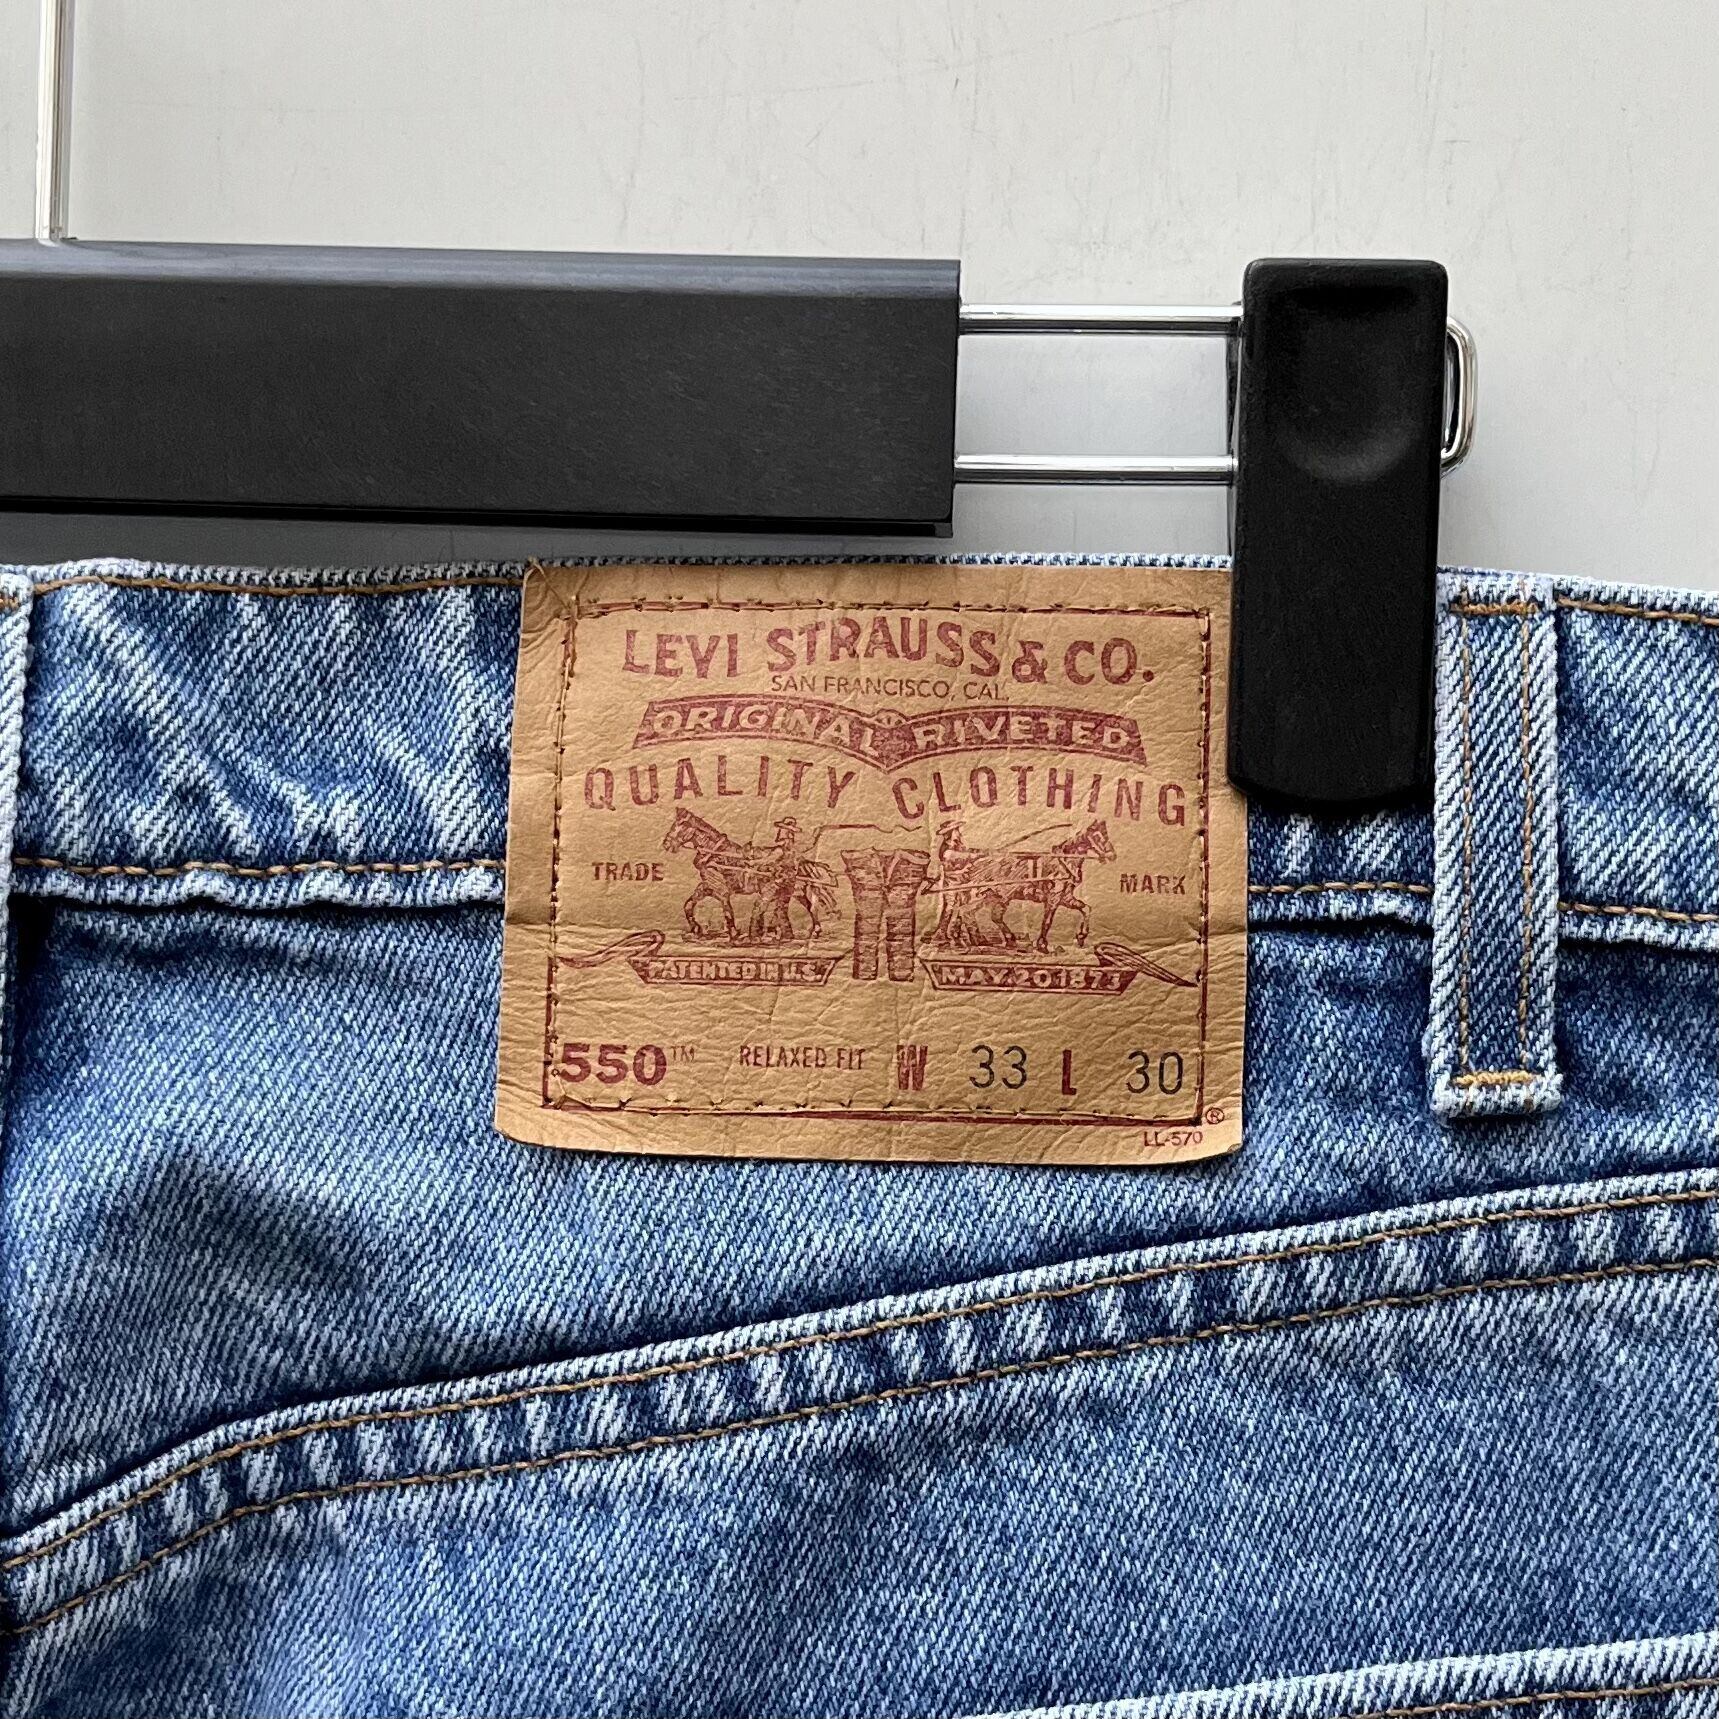 LEVI STRAUSS & CO.
SAN FRANCISCO, CAL.
ORIGINAL RIVETED
QUALITY CLOTHING
TRADE MARK
PATENTED IN U.S. MAY 20 1873
550™ RELAXED FIT W 33 L 30
®
LL-570